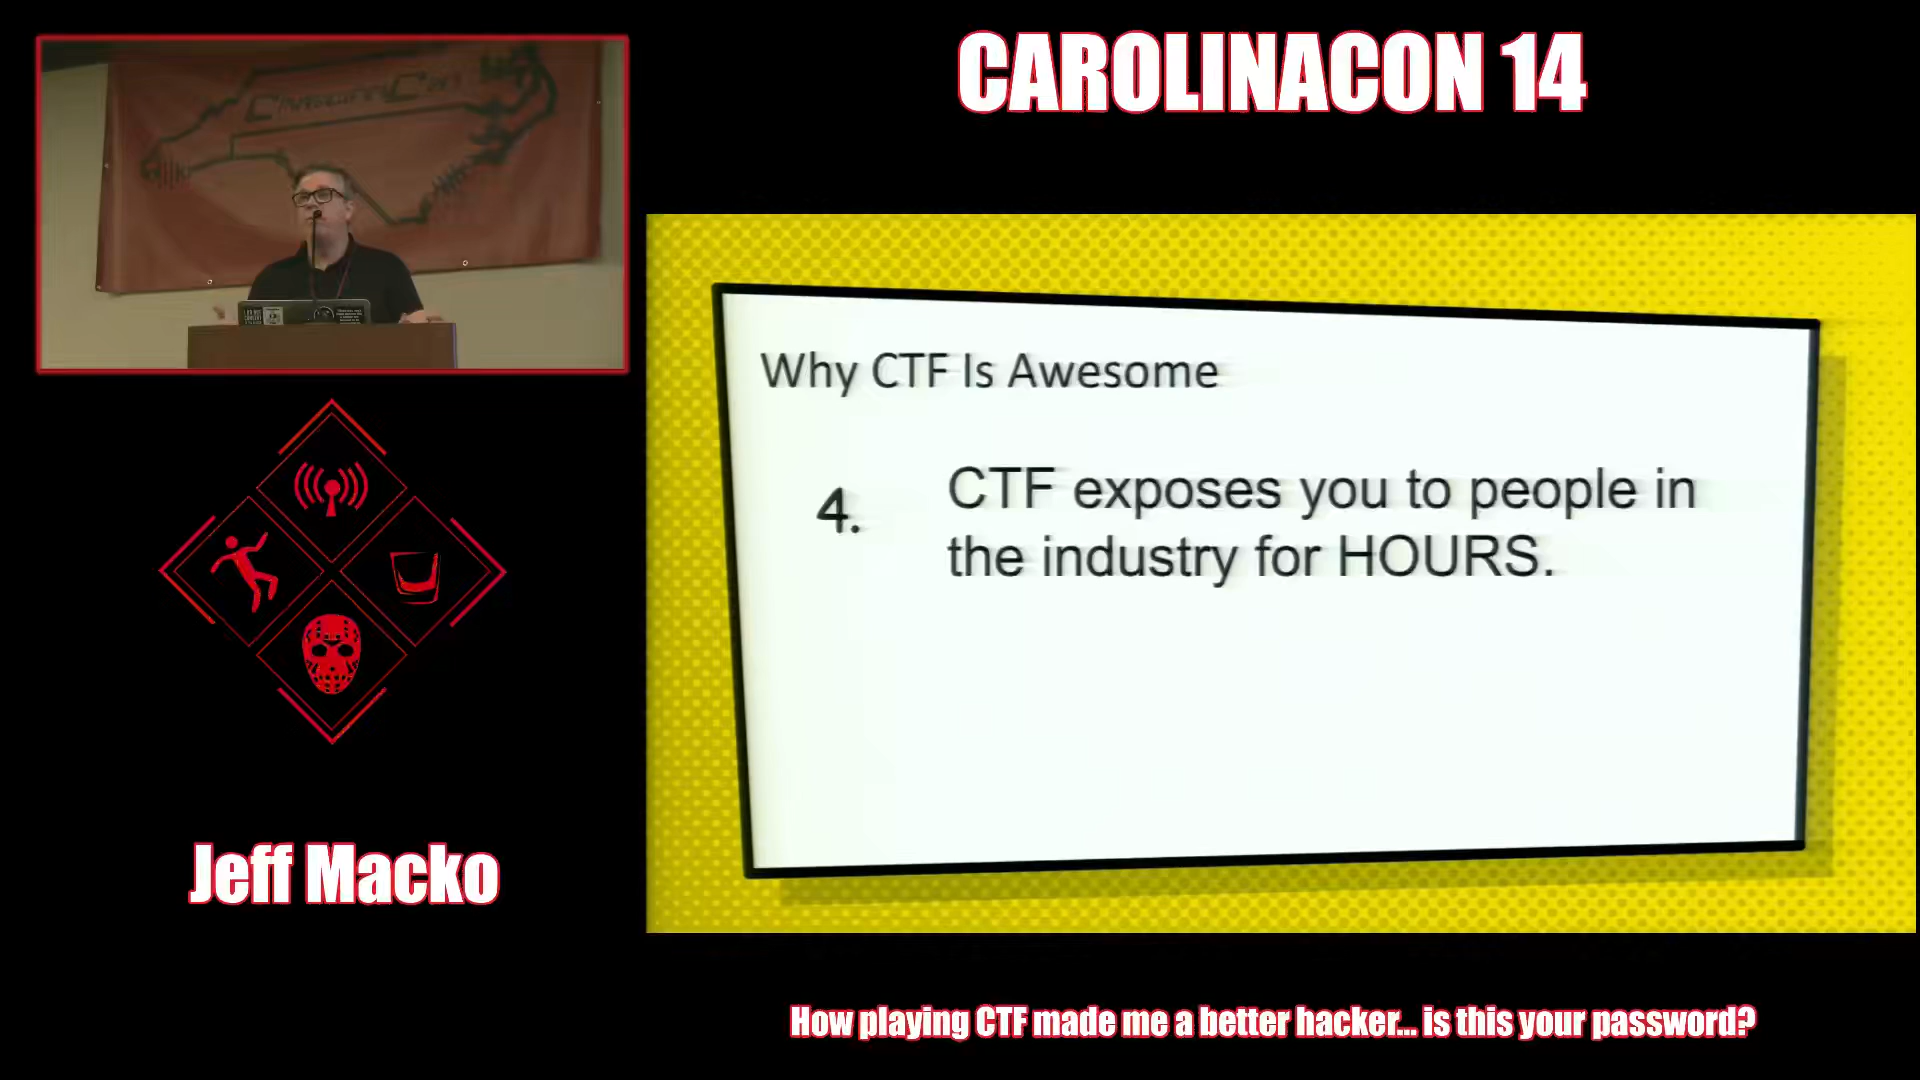 CAROLINACON 14
CarolinaCon
Why CTF Is Awesome
4. CTF exposes you to people in
the industry for HOURS.
Jeff Macko
How playing CTF made me a better hacker... is this your password?